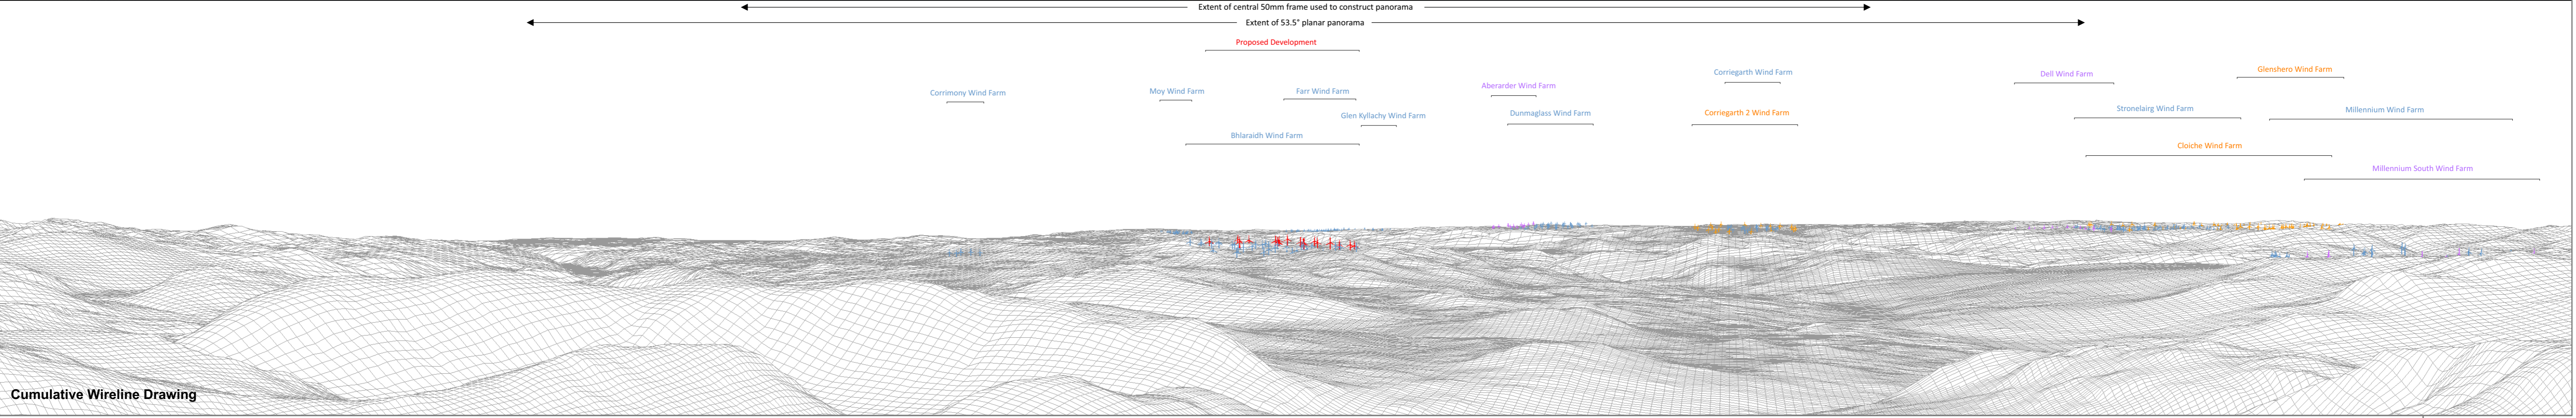 Extent of central 50mm frame used to construct panorama
Extent of 53.5° planar panorama
Proposed Development
Corrimony Wind Farm
Moy Wind Farm
Farr Wind Farm
Glen Kyllachy Wind Farm
Bhlaraidh Wind Farm
Aberarder Wind Farm
Dunmaglass Wind Farm
Corriegarth Wind Farm
Corriegarth 2 Wind Farm
Dell Wind Farm
Glenshero Wind Farm
Stronelairg Wind Farm
Millennium Wind Farm
Cloiche Wind Farm
Millennium South Wind Farm
Cumulative Wireline Drawing